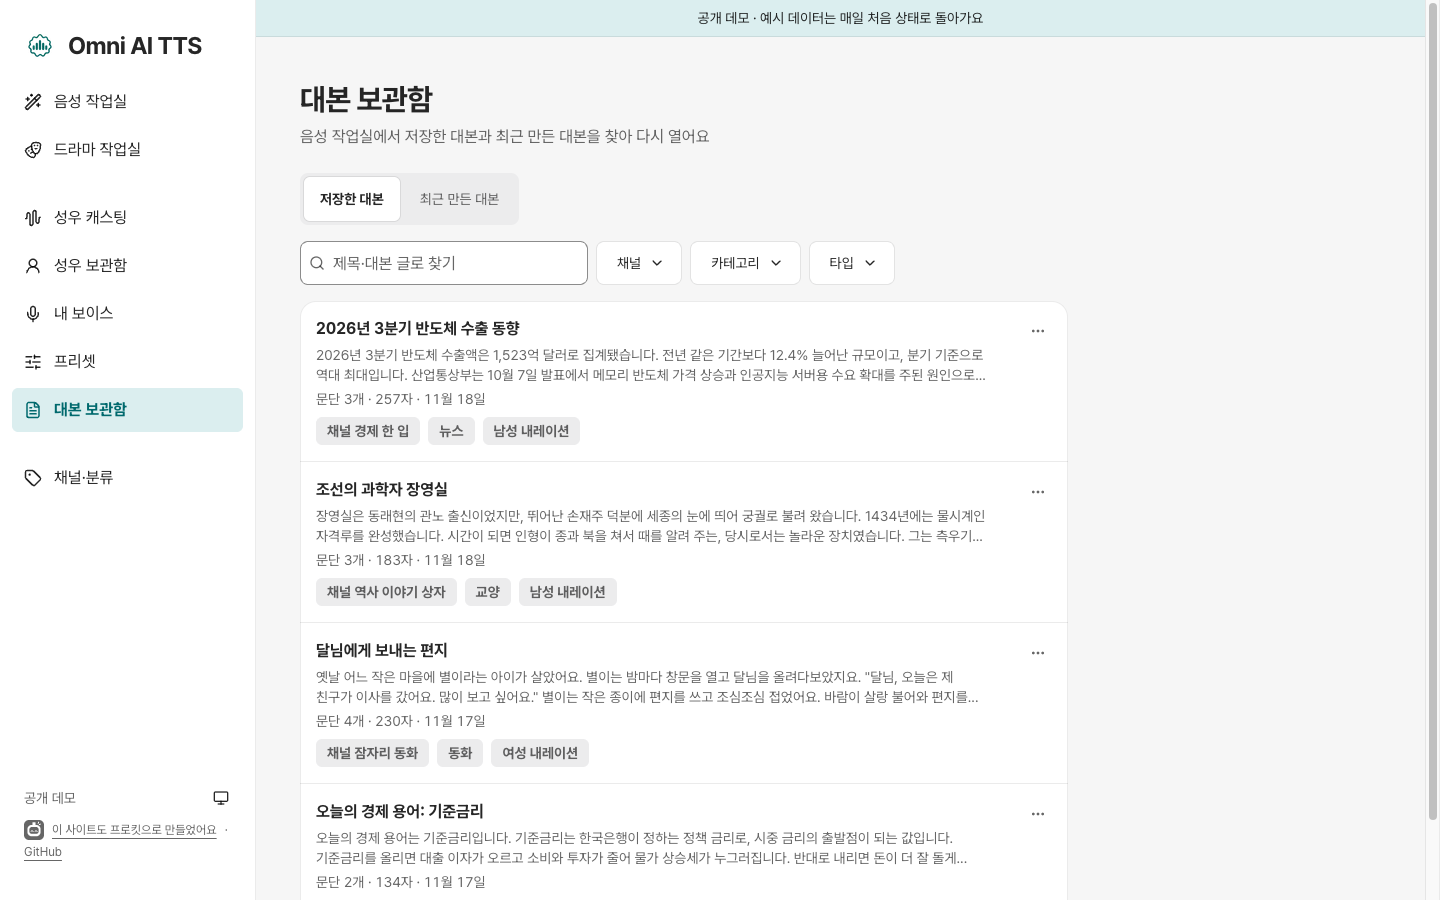 공개 데모 · 예시 데이터는 매일 처음 상태로 돌아가요
Omni AI TTS
음성 작업실
드라마 작업실
성우 캐스팅
성우 보관함
내 보이스
프리셋
대본 보관함
채널·분류
공개 데모
이 사이트도 프로킷으로 만들었어요 ·
GitHub
대본 보관함
음성 작업실에서 저장한 대본과 최근 만든 대본을 찾아 다시 열어요
저장한 대본
최근 만든 대본
제목·대본 글로 찾기
채널
카테고리
타입
2026년 3분기 반도체 수출 동향
2026년 3분기 반도체 수출액은 1,523억 달러로 집계됐습니다. 전년 같은 기간보다 12.4% 늘어난 규모이고, 분기 기준으로
역대 최대입니다. 산업통상부는 10월 7일 발표에서 메모리 반도체 가격 상승과 인공지능 서버용 수요 확대를 주된 원인으로...
문단 3개 · 257자 · 11월 18일
채널 경제 한 입
뉴스
남성 내레이션
조선의 과학자 장영실
장영실은 동래현의 관노 출신이었지만, 뛰어난 손재주 덕분에 세종의 눈에 띄어 궁궐로 불려 왔습니다. 1434년에는 물시계인
자격루를 완성했습니다. 시간이 되면 인형이 종과 북을 쳐서 때를 알려 주는, 당시로서는 놀라운 장치였습니다. 그는 측우기...
문단 3개 · 183자 · 11월 18일
채널 역사 이야기 상자
교양
남성 내레이션
달님에게 보내는 편지
옛날 어느 작은 마을에 별이라는 아이가 살았어요. 별이는 밤마다 창문을 열고 달님을 올려다보았지요. "달님, 오늘은 제
친구가 이사를 갔어요. 많이 보고 싶어요." 별이는 작은 종이에 편지를 쓰고 조심조심 접었어요. 바람이 살랑 불어와 편지를...
문단 4개 · 230자 · 11월 17일
채널 잠자리 동화
동화
여성 내레이션
오늘의 경제 용어: 기준금리
오늘의 경제 용어는 기준금리입니다. 기준금리는 한국은행이 정하는 정책 금리로, 시중 금리의 출발점이 되는 값입니다.
기준금리를 올리면 대출 이자가 오르고 소비와 투자가 줄어 물가 상승세가 누그러집니다. 반대로 내리면 돈이 더 잘 돌게...
문단 2개 · 134자 · 11월 17일